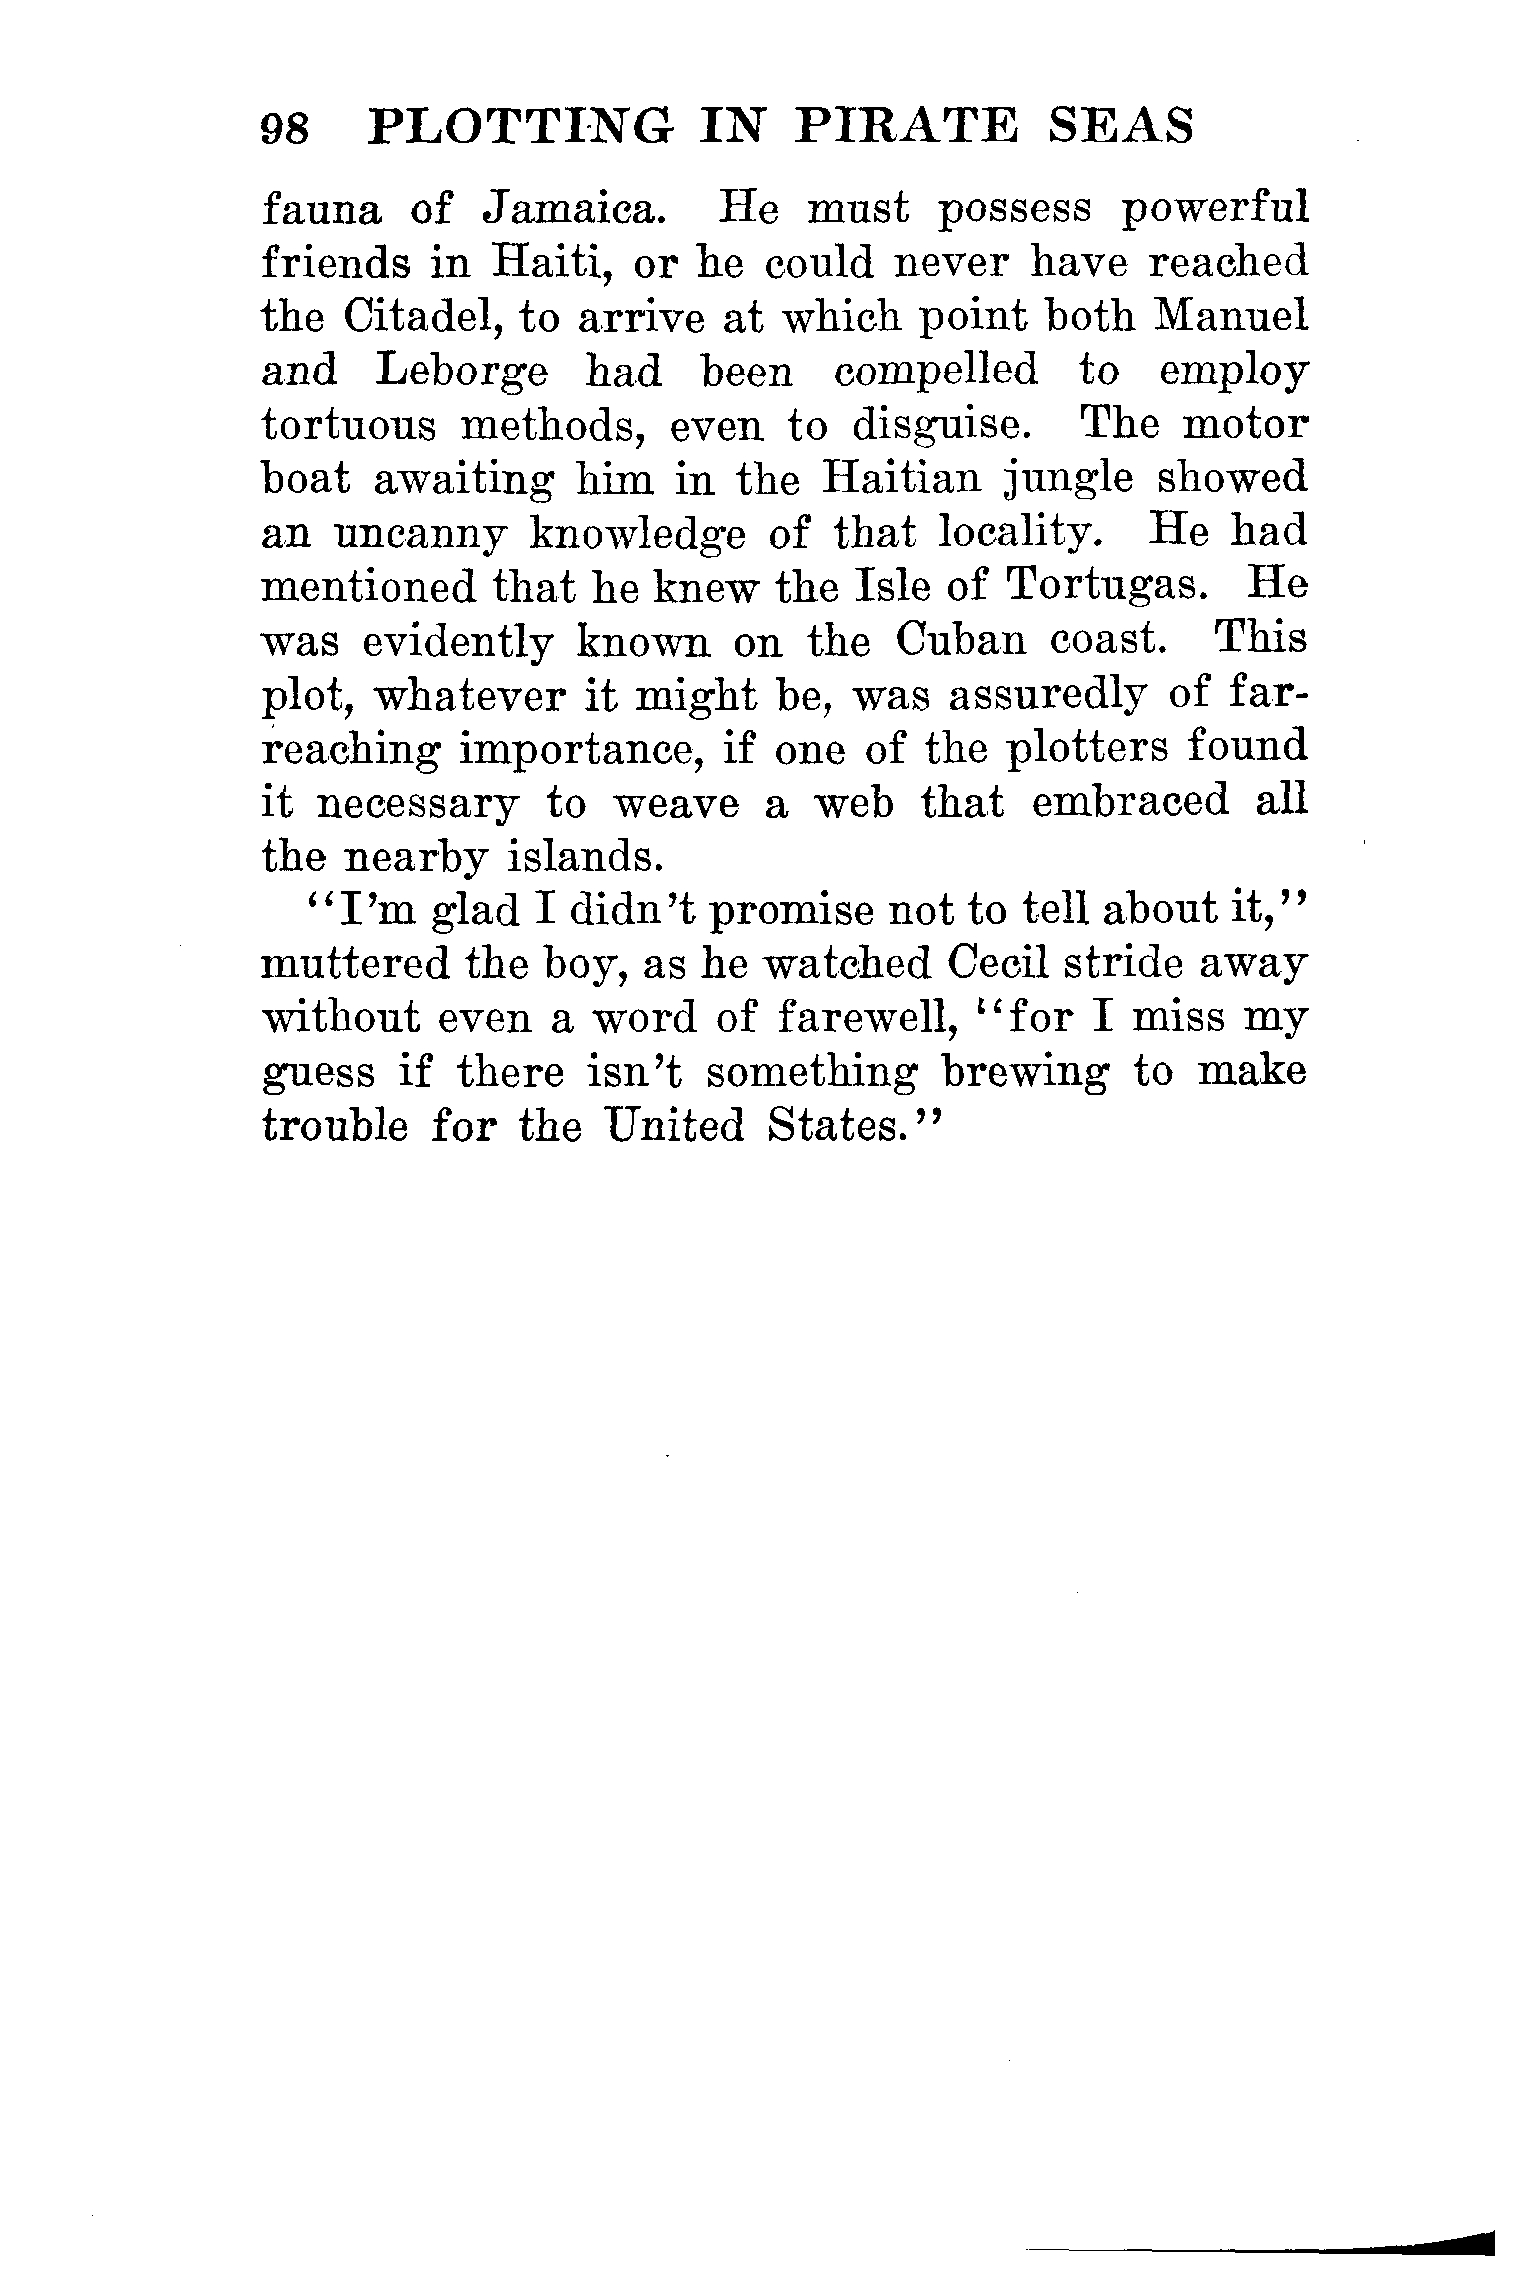 98 PLOTTING IN PIRATE SEAS
fauna of Jamaica. He must possess powerful
friends in Haiti, or he could never have reached
the Citadel, to arrive at which point both Manuel
and Leborge had been compelled to employ
tortuous methods, even to disguise. The motor
boat awaiting him in the Haitian jungle showed
an uncanny knowledge of that locality. He had
mentioned that he knew the Isle of Tortugas. He
was evidently known on the Cuban coast. This
plot, whatever it might be, was assuredly of far-
reaching importance, if one of the plotters found
it necessary to weave a web that embraced all
the nearby islands.
"I'm glad I didn't promise not to tell about it,"
muttered the boy, as he watched Cecil stride away
without even a word of farewell, "for I miss my
guess if there isn't something brewing to make
trouble for the United States."